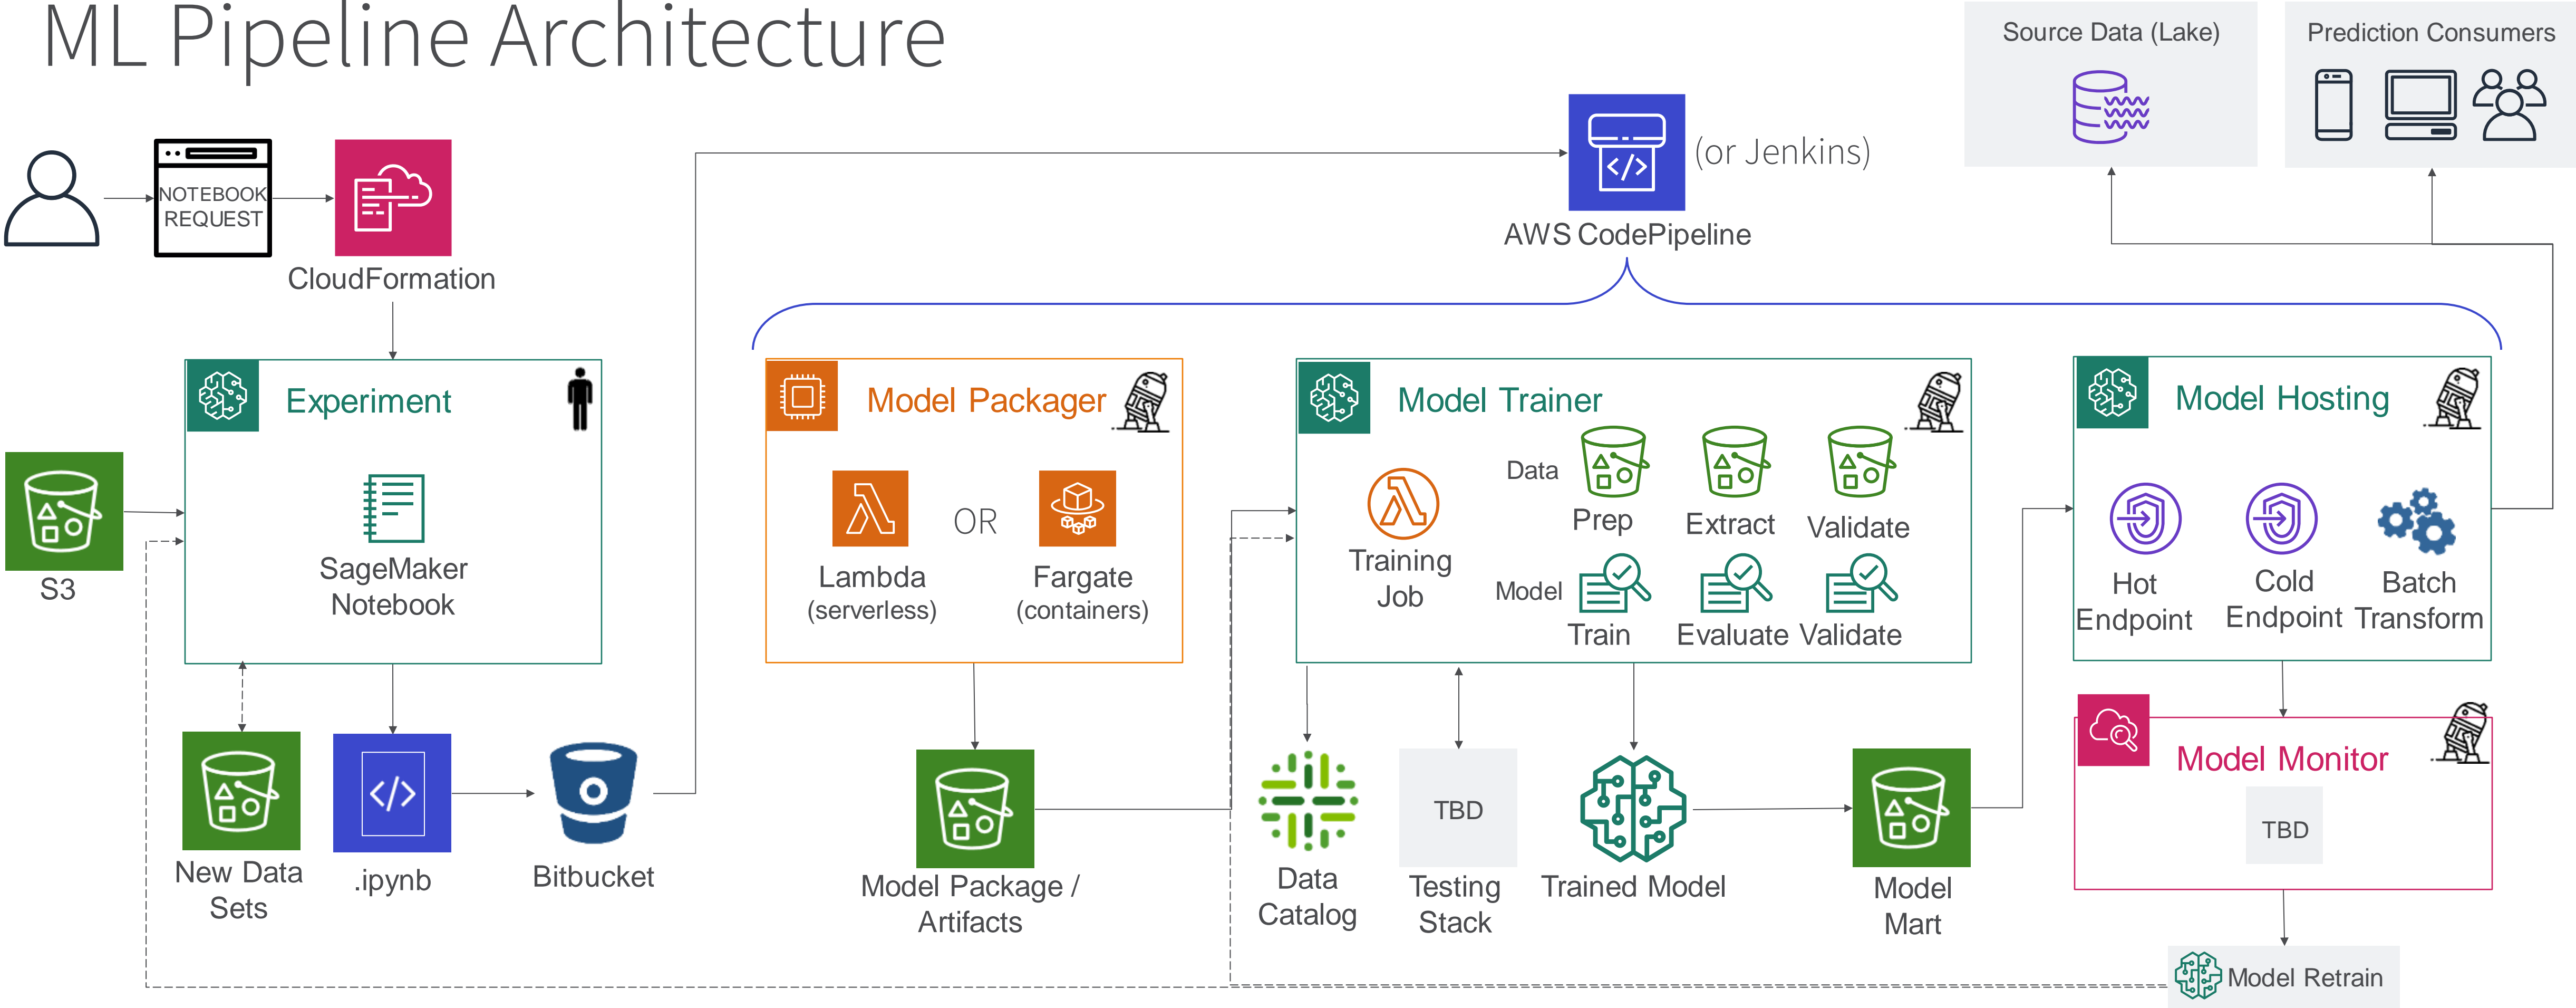 ML Pipeline Architecture
Source Data (Lake)
Prediction Consumers
NOTEBOOK
REQUEST
CloudFormation
(or Jenkins)
AWS CodePipeline
Experiment
SageMaker
Notebook
S3
New Data
Sets
.ipynb
Bitbucket
Model Packager
Lambda
(serverless)
OR
Fargate
(containers)
Model Package /
Artifacts
Model Trainer
Training
Job
Data
Prep
Extract
Validate
Model
Train
Evaluate
Validate
Data
Catalog
TBD
Testing
Stack
Trained Model
Model
Mart
Model Hosting
Hot
Endpoint
Cold
Endpoint
Batch
Transform
Model Monitor
TBD
Model Retrain